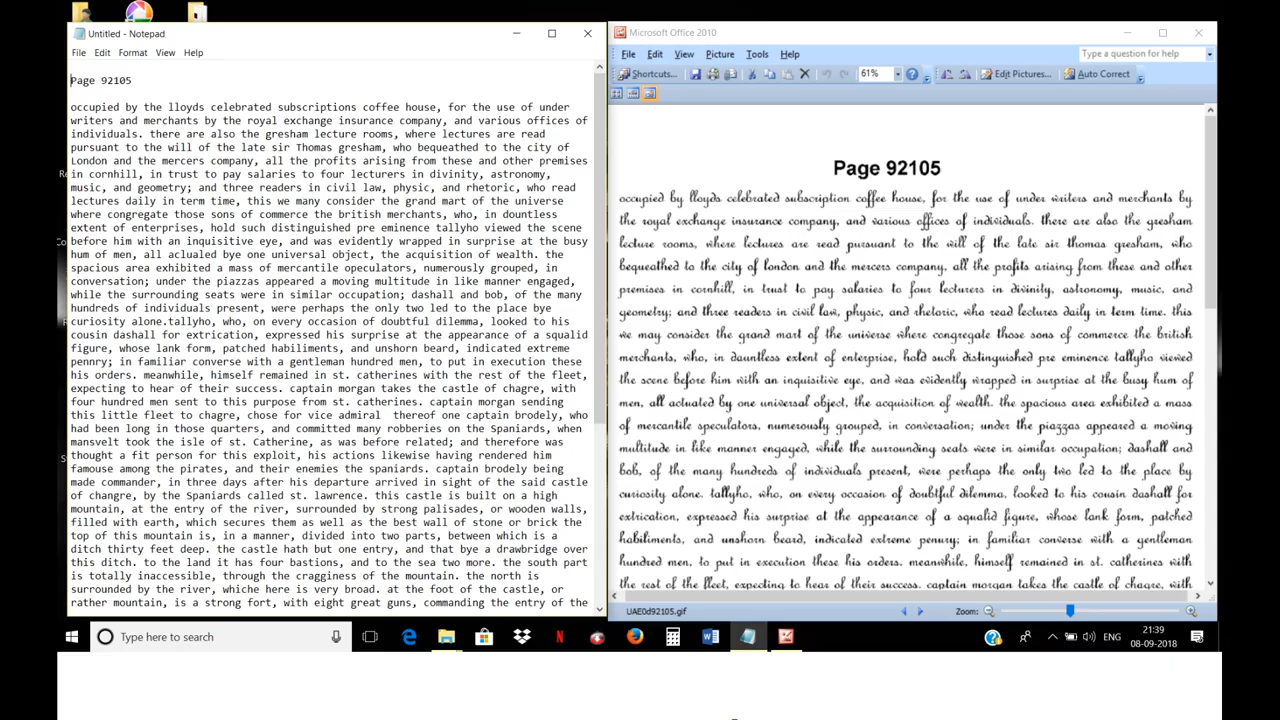 Untitled - Notepad
File Edit Format View Help
Page 92105
occupied by the lloyds celebrated subscriptions coffee house, for the use of under
writers and merchants by the royal exchange insurance company, and various offices of
individuals. there are also the gresham lecture rooms, where lectures are read
pursuant to the will of the late sir Thomas gresham, who bequeathed to the city of
London and the mercers company, all the profits arising from these and other premises
in cornhill, in trust to pay salaries to four lecturers in divinity, astronomy,
music, and geometry; and three readers in civil law, physic, and rhetoric, who read
lectures daily in term time, this we many consider the grand mart of the universe
where congregate those sons of commerce the british merchants, who, in dountless
extent of enterprises, hold such distinguished pre eminence tallyho viewed the scene
before him with an inquisitive eye, and was evidently wrapped in surprise at the busy
hum of men, all aclualed bye one universal object, the acquisition of wealth. the
spacious area exhibited a mass of mercantile opeculators, numerously grouped, in
conversation; under the piazzas appeared a moving multitude in like manner engaged,
while the surrounding seats were in similar occupation; dashall and bob, of the many
hundreds of individuals present, were perhaps the only two led to the place bye
curiosity alone.tallyho, who, on every occasion of doubtful dilemma, looked to his
cousin dashall for extrication, expressed his surprise at the appearance of a squalid
figure, whose lank form, patched habiliments, and unshorn beard, indicated extreme
pennry; in familiar converse with a gentleman hundred men, to put in execution these
his orders. meanwhile, himself remained in st. catherines with the rest of the fleet,
expecting to hear of their success. captain morgan takes the castle of chagre, with
four hundred men sent to this purpose from st. catherines. captain morgan sending
this little fleet to chagre, chose for vice admiral  thereof one captain brodely, who
had been long in those quarters, and committed many robberies on the Spaniards, when
mansvelt took the isle of st. Catherine, as was before related; and therefore was
thought a fit person for this exploit, his actions likewise having rendered him
famouse among the pirates, and their enemies the spaniards. captain brodely being
made commander, in three days after his departure arrived in sight of the said castle
of changre, by the Spaniards called st. lawrence. this castle is built on a high
mountain, at the entry of the river, surrounded by strong palisades, or wooden walls,
filled with earth, which secures them as well as the best wall of stone or brick the
top of this mountain is, in a manner, divided into two parts, between which is a
ditch thirty feet deep. the castle hath but one entry, and that bye a drawbridge over
this ditch. to the land it has four bastions, and to the sea two more. the south part
is totally inaccessible, through the cragginess of the mountain. the north is
surrounded by the river, whiche here is very broad. at the foot of the castle, or
rather mountain, is a strong fort, with eight great guns, commanding the entry of the
Microsoft Office 2010
File Edit View Picture Tools Help
Type a question for help
Shortcuts... 61% Edit Pictures... Auto Correct
Page 92105
occupied by lloyds celebrated subscription coffee house, for the use of under writers and merchants by
the royal exchange insurance company, and various offices of individuals. there are also the gresham
lecture rooms, where lectures are read pursuant to the will of the late sir thomas gresham, who
bequeathed to the city of london and the mercers company, all the profits arising from these and other
premises in cornhill, in trust to pay salaries to four lecturers in divinity, astronomy, music, and
geometry; and three readers in civil law, physic, and rhetoric, who read lectures daily in term time. this
we may consider the grand mart of the universe where congregate those sons of commerce the british
merchants, who, in dauntless extent of enterprise, hold such distinguished pre eminence tallyho viewed
the scene before him with an inquisitive eye, and was evidently wrapped in surprise at the busy hum of
men, all actuated by one universal object, the acquisition of wealth. the spacious area exhibited a mass
of mercantile speculators, numerously grouped, in conversation; under the piazzas appeared a moving
multitude in like manner engaged, while the surrounding seats were in similar occupation; dashall and
bob, of the many hundreds of individuals present, were perhaps the only two led to the place by
curiosity alone. tallyho, who, on every occasion of doubtful dilemma, looked to his cousin dashall for
extrication, expressed his surprise at the appearance of a squalid figure, whose lank form, patched
habiliments, and unshorn beard, indicated extreme penury; in familiar converse with a gentleman
hundred men, to put in execution these his orders. meanwhile, himself remained in st. catherines with
the rest of the fleet, expecting to hear of their success. captain morgan takes the castle of chagre, with
UAE0d92105.gif
Zoom:
Type here to search
ENG
21:39
08-09-2018